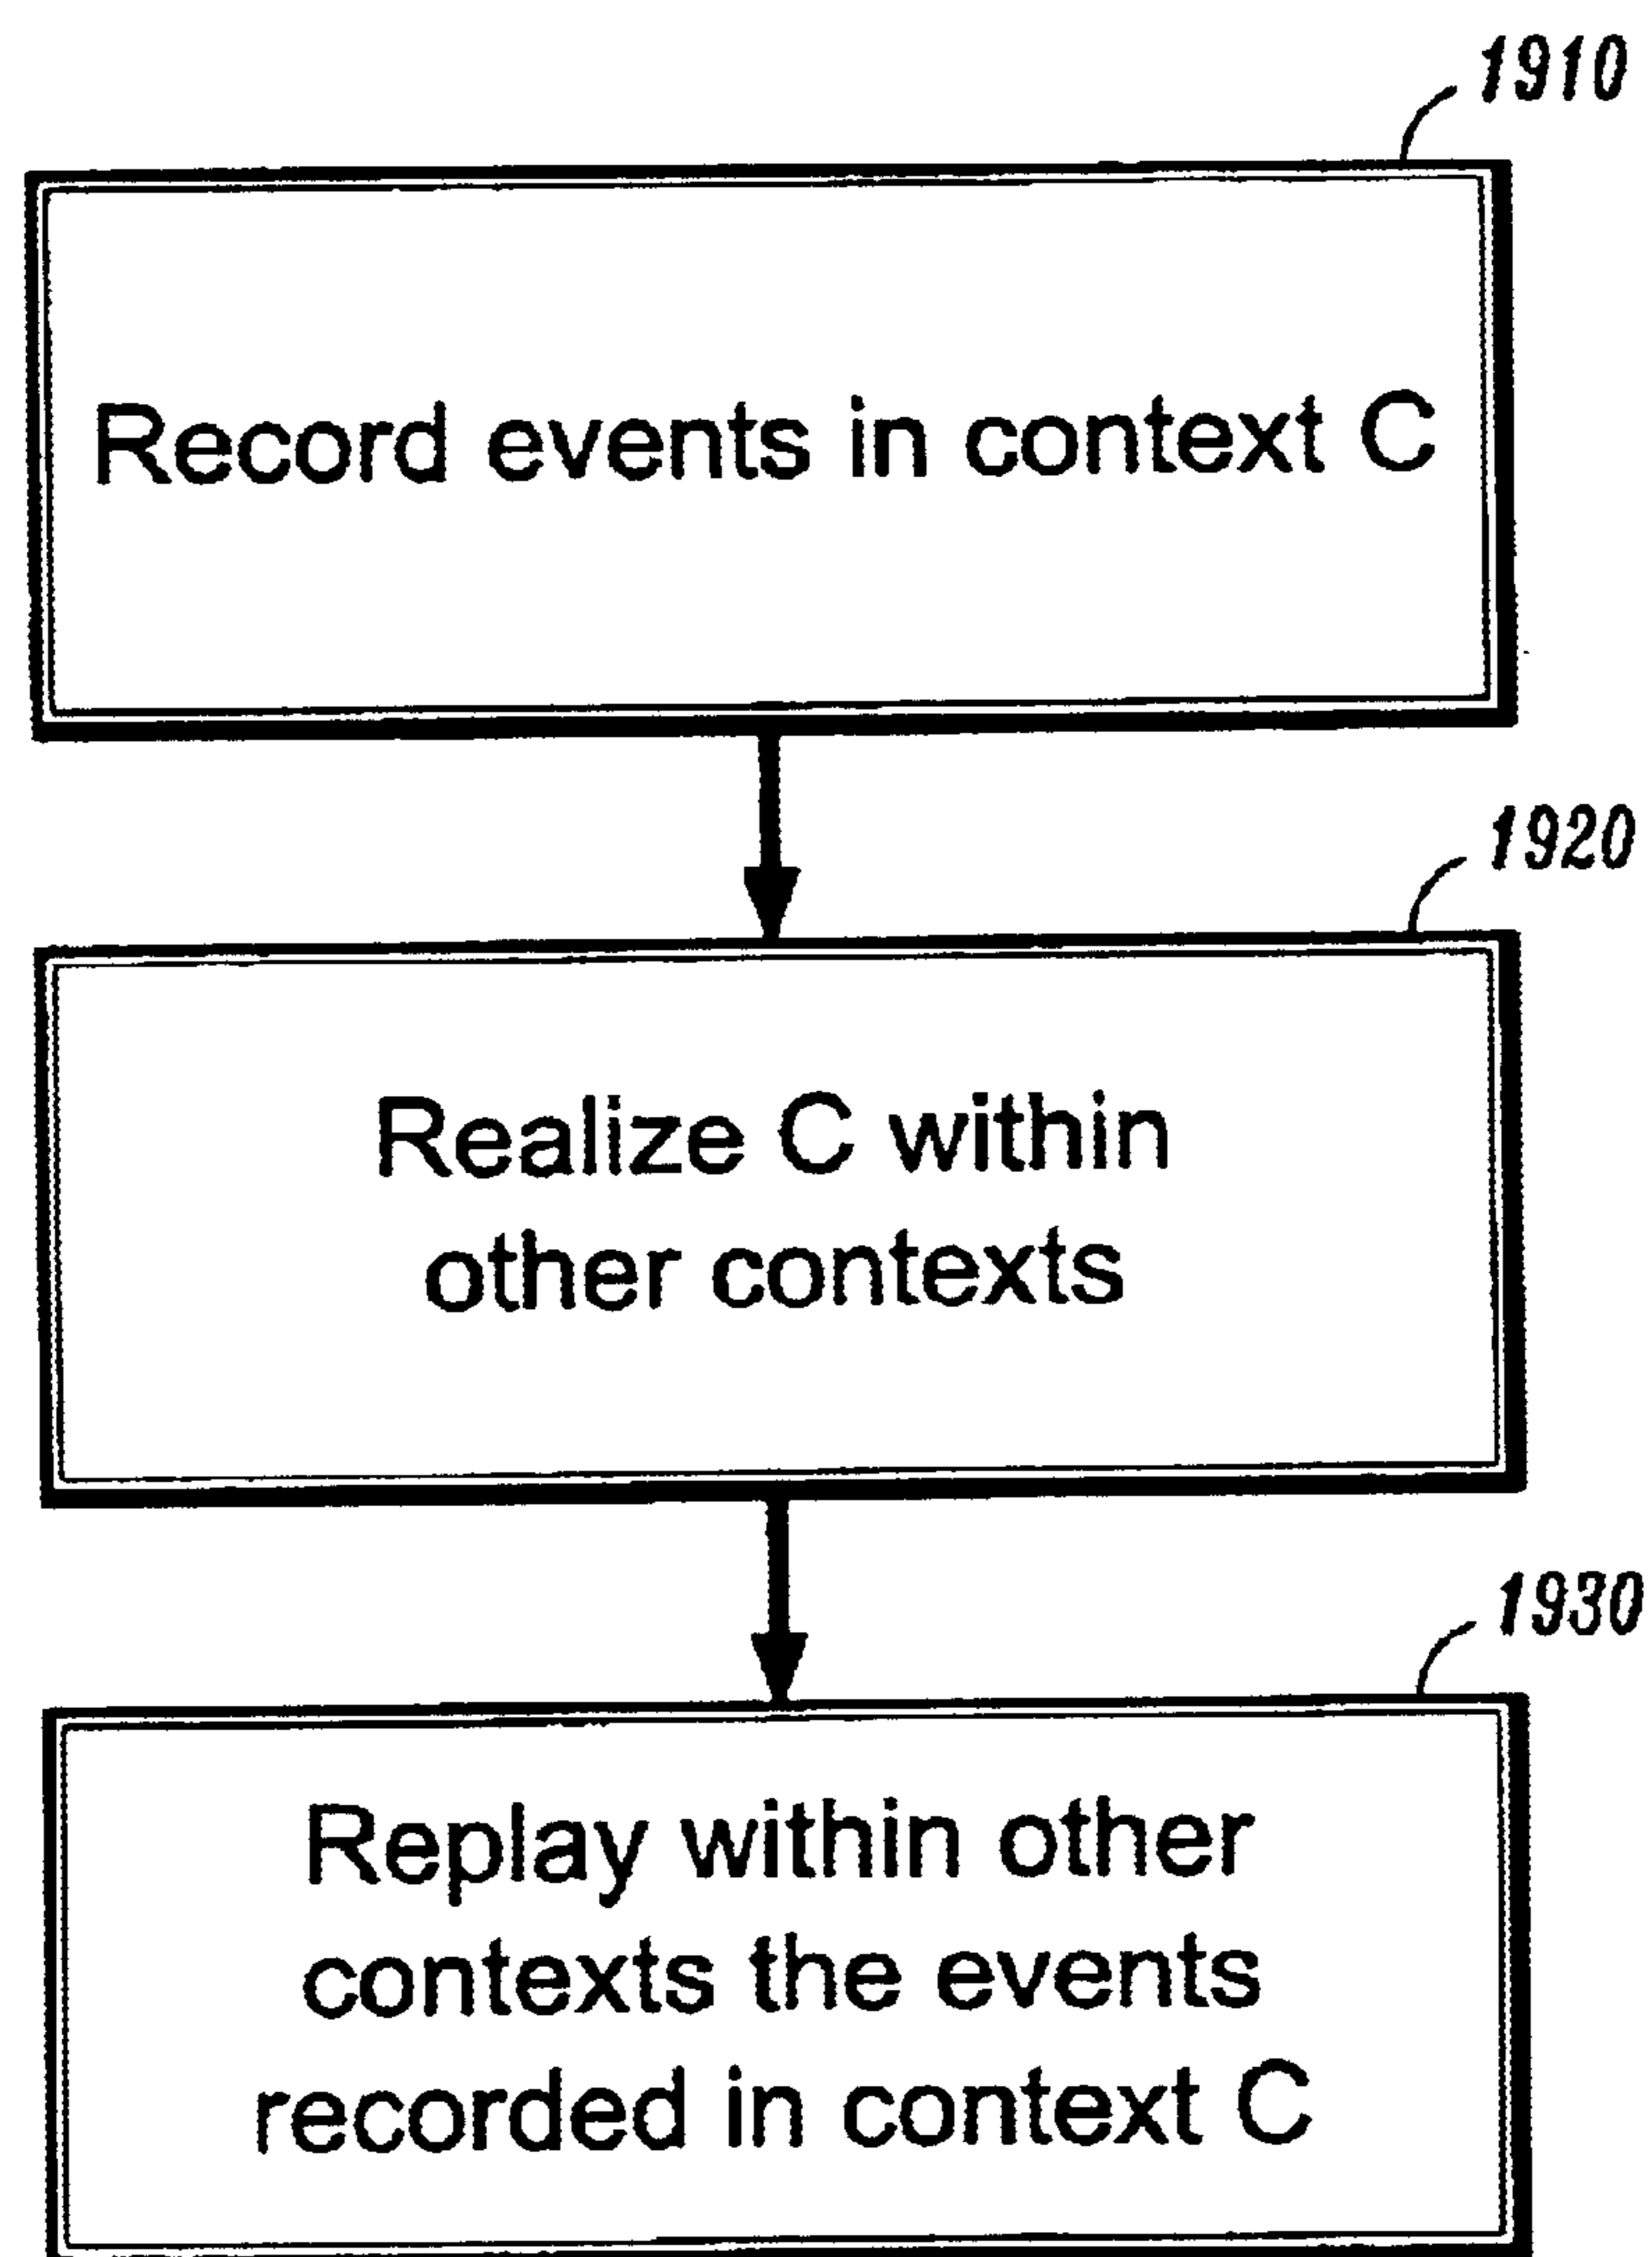 1910
Record events in context C
1920
Realize C within
other contexts
1930
Replay within other
contexts the events
recorded in context C